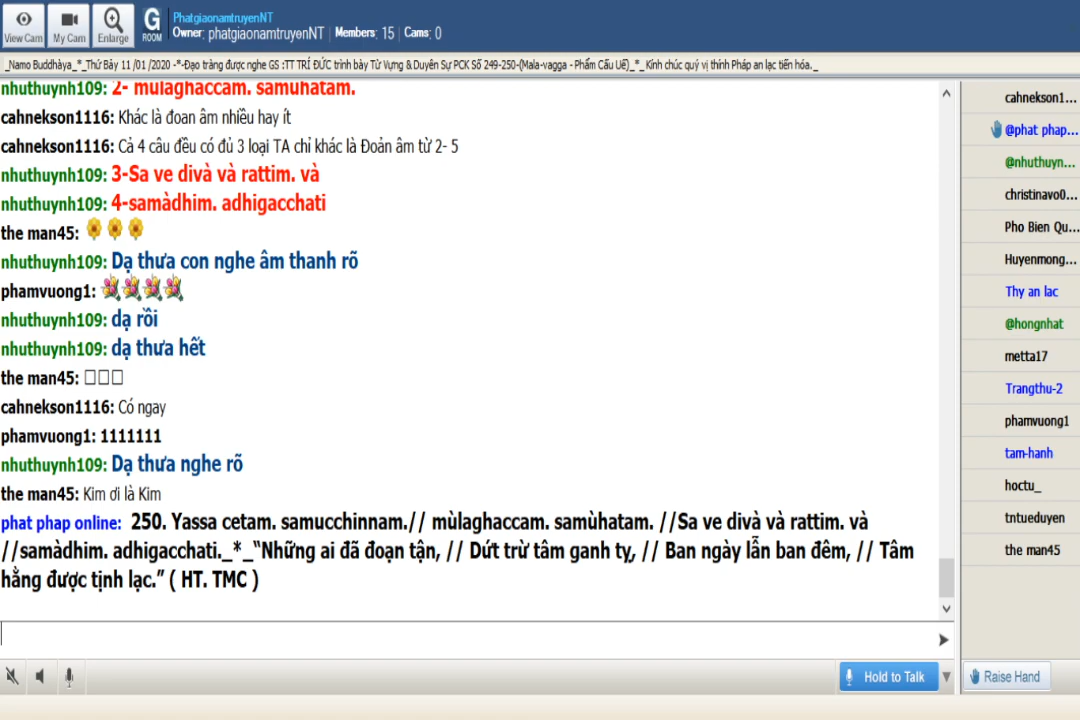 PhatgiaonamtruyenNT
Owner: phatgiaonamtruyenNT | Members: 15 | Cams: 0
View Cam
My Cam
Enlarge
G
ROOM
_Namo Buddhàya_*_Thứ Bảy 11 /01 /2020 -*-Đạo tràng được nghe GS :TT TRÍ ĐỨC trình bày Từ Vựng & Duyên Sự PCK Số 249-250-(Mala-vagga - Phẩm Cấu Uế)_*_ Kính chúc quý vị thính Pháp an lạc tiến hóa._
nhuthuynh109: 2- mùlaghaccam. samùhatam.
cahnekson1116: Khác là đoan âm nhiều hay ít
cahnekson1116: Cả 4 câu đều có đủ 3 loại TA chỉ khác là Đoản âm từ 2- 5
nhuthuynh109: 3-Sa ve divà và rattim. và
nhuthuynh109: 4-samàdhim. adhigacchati
the man45:
nhuthuynh109: Dạ thưa con nghe âm thanh rõ
phamvuong1:
nhuthuynh109: dạ rồi
nhuthuynh109: dạ thưa hết
the man45: □□□
cahnekson1116: Có ngay
phamvuong1: 1111111
nhuthuynh109: Dạ thưa nghe rõ
the man45: Kim ơi là Kim
phat phap online: 250. Yassa cetam. samucchinnam.// mùlaghaccam. samùhatam. //Sa ve divà và rattim. và
//samàdhim. adhigacchati._*_“Những ai đã đoạn tận, // Dứt trừ tâm ganh tỵ, // Ban ngày lẫn ban đêm, // Tâm
hằng được tịnh lạc.” ( HT. TMC )
cahnekson1...
@phat phap...
@nhuthuyn...
christinavo0...
Pho Bien Qu...
Huyenmong...
Thy an lac
@hongnhat
metta17
Trangthu-2
phamvuong1
tam-hanh
hoctu_
tntueduyen
the man45
Hold to Talk
Raise Hand